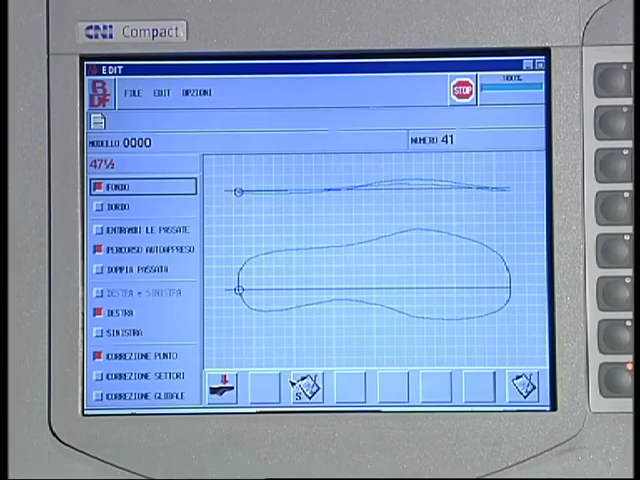 CNi Compact
EDIT
BDF
FILE EDIT OPZIONI
STOP
100%
MODELLO 0000
NUMERO 41
47½
FONDO
BORDO
ENTRAMBI LE PASSATE
PERCORSO AUTOAPPRESO
DOPPIA PASSATA
DESTRA e SINISTRA
DESTRA
SINISTRA
CORREZIONE PUNTO
CORREZIONE SETTORI
CORREZIONE GLOBALE
S